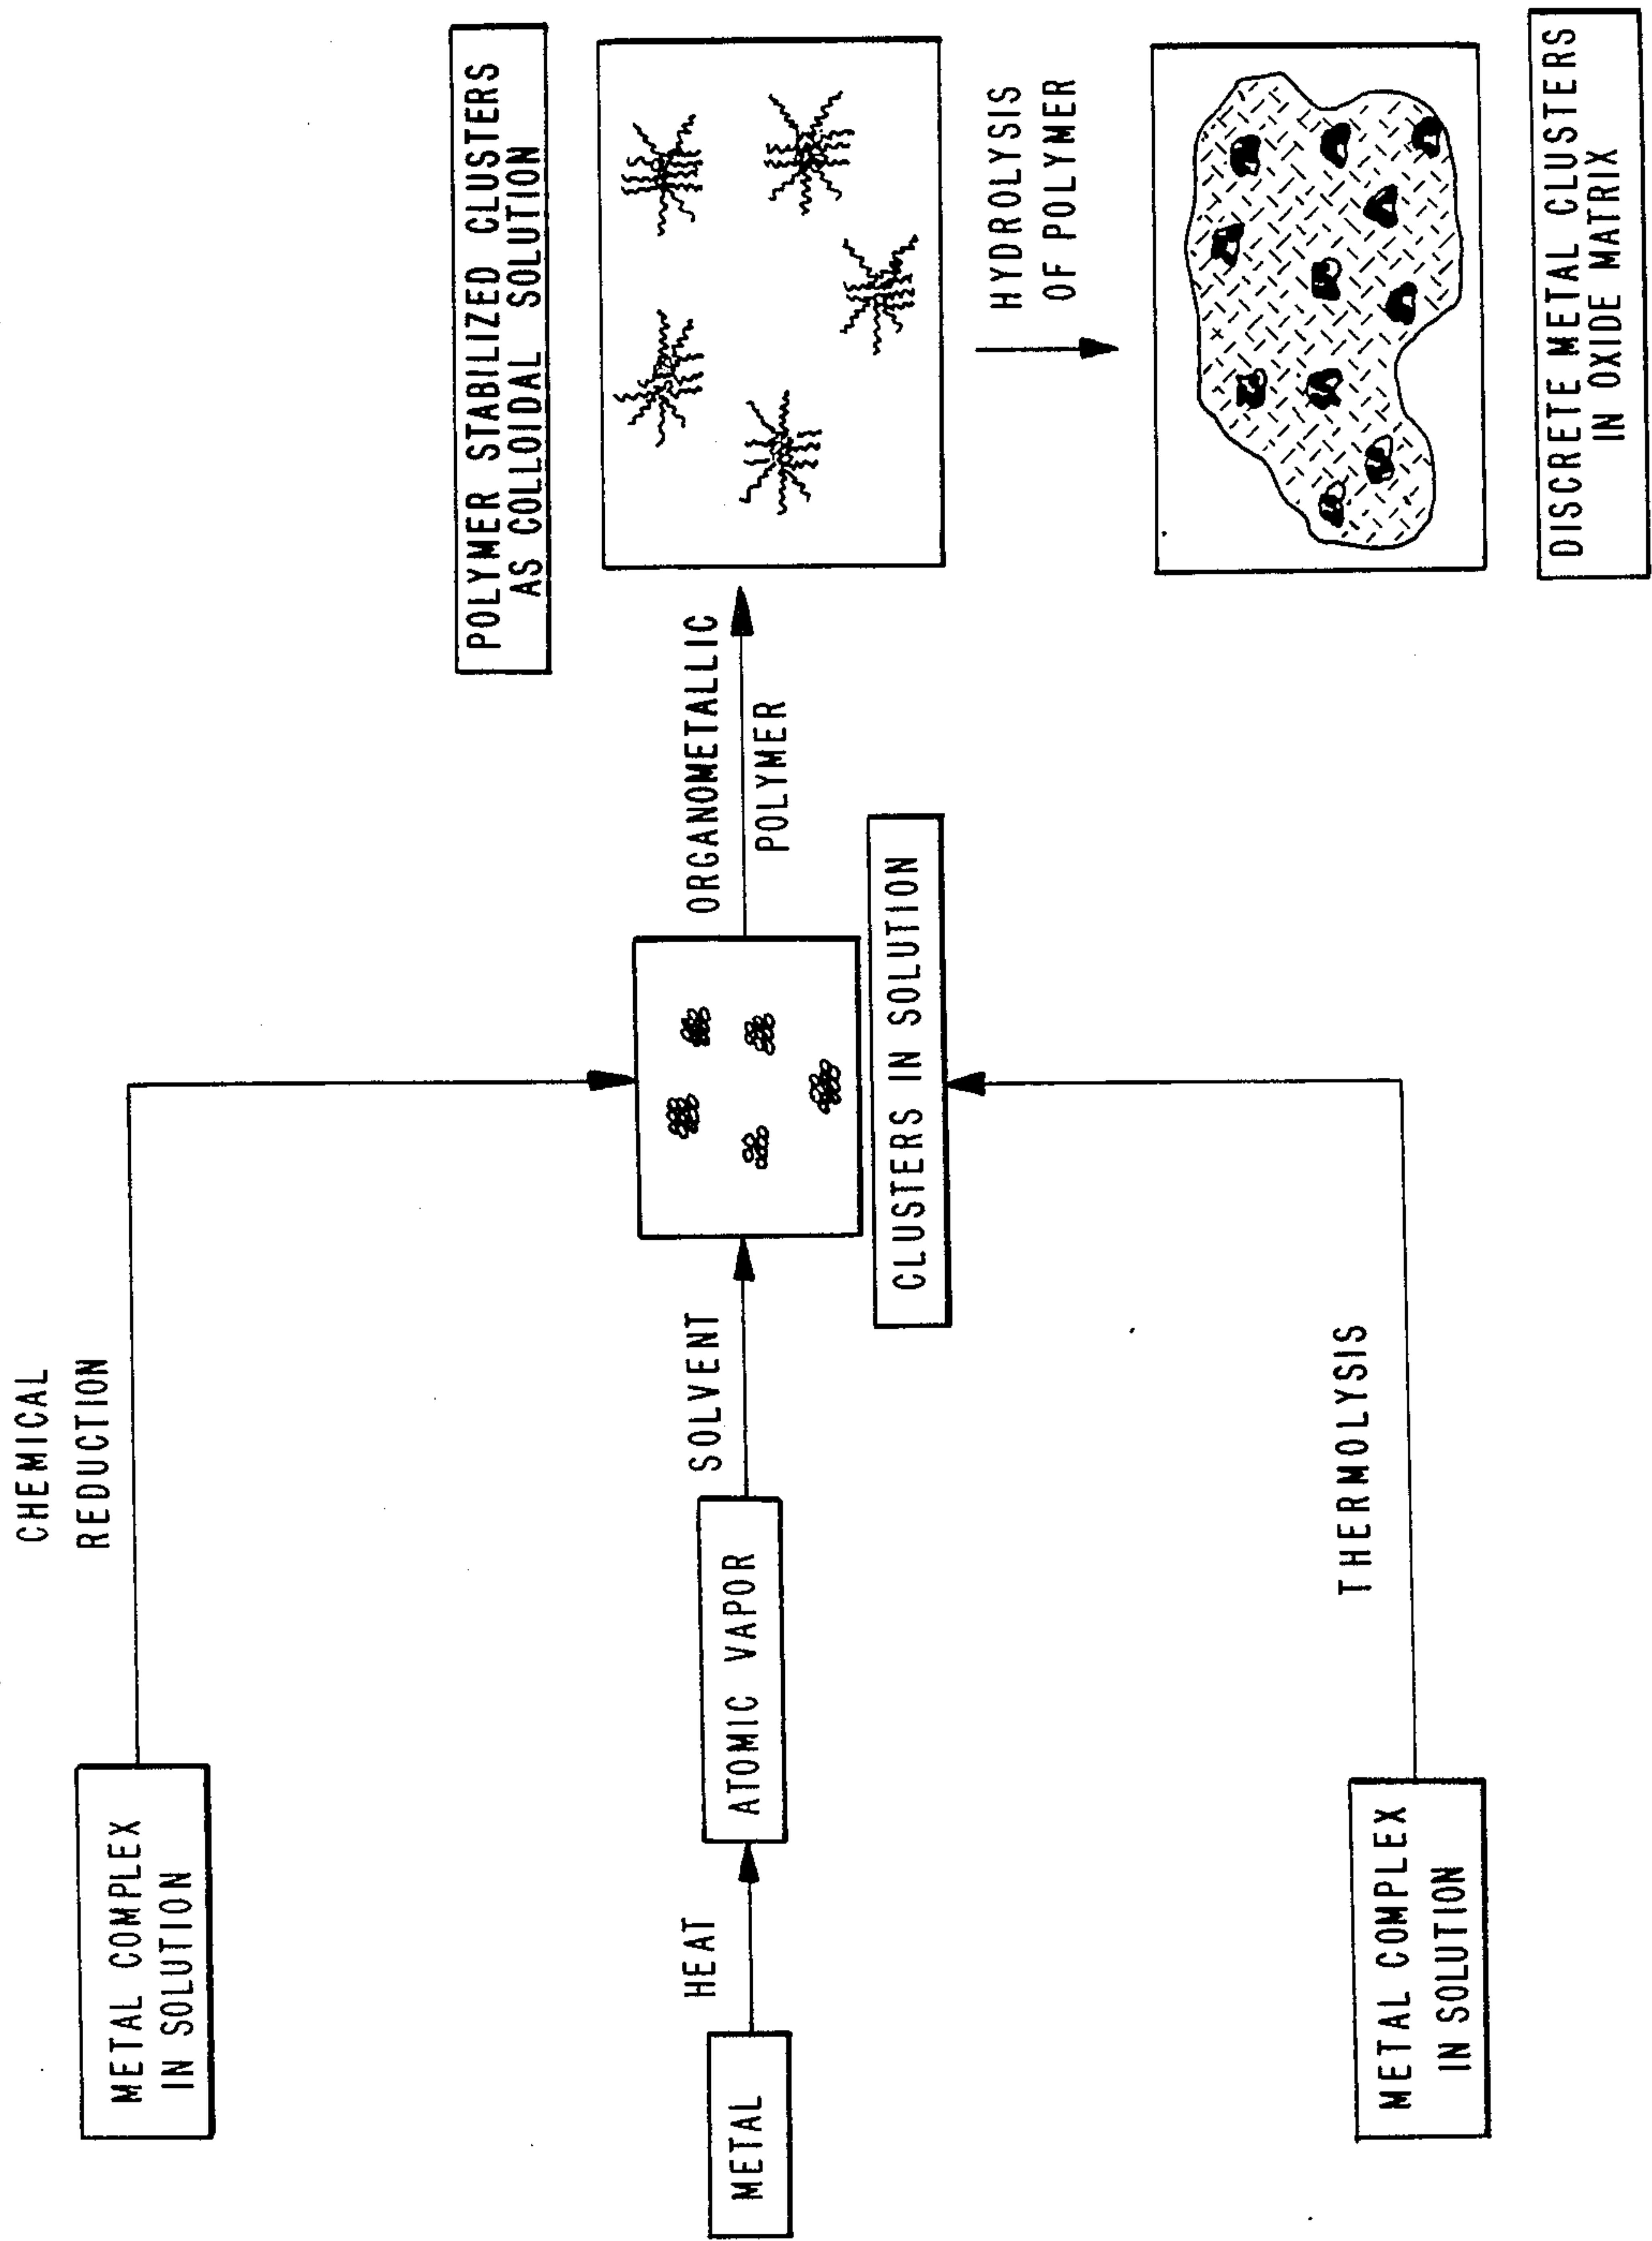 CHEMICAL
REDUCTION
METAL COMPLEX
IN SOLUTION
METAL
HEAT
ATOMIC VAPOR
SOLVENT
CLUSTERS IN SOLUTION
ORGANOMETALLIC
POLYMER
POLYMER STABILIZED CLUSTERS
AS COLLOIDAL SOLUTION
HYDROLYSIS
OF POLYMER
DISCRETE METAL CLUSTERS
IN OXIDE MATRIX
THERMOLYSIS
METAL COMPLEX
IN SOLUTION